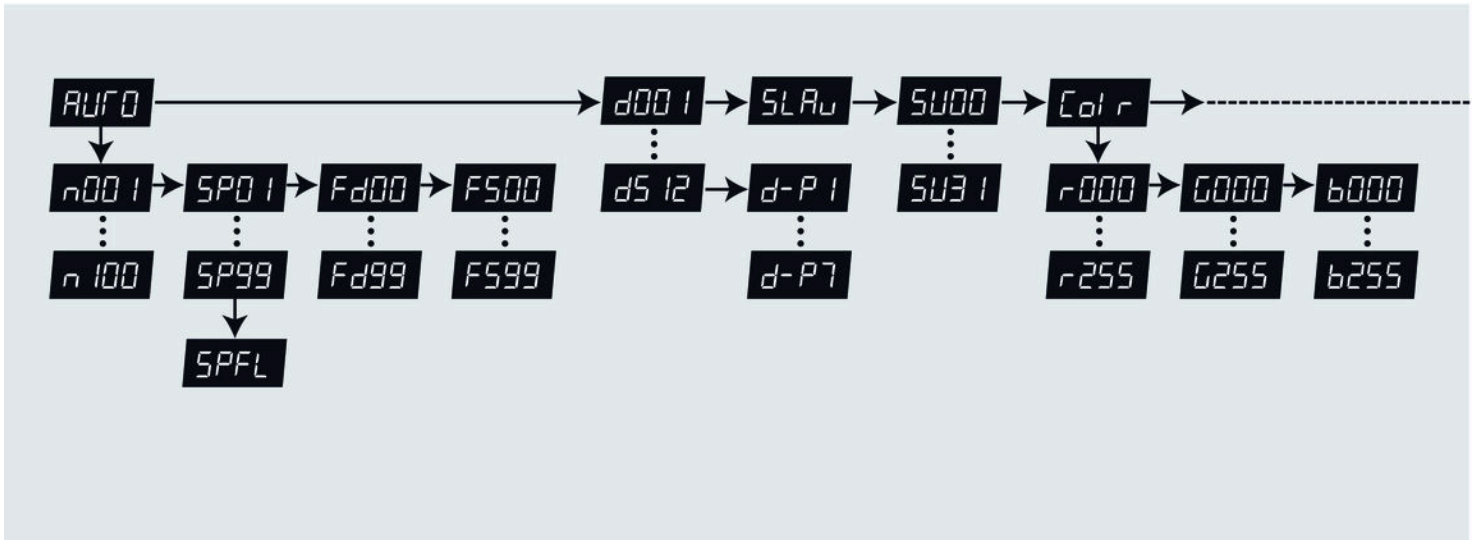 AUTO d001 SLAv SU00 Colr
n001 SP01 Fd00 FS00 dS12 d-P1 SU31 r000 G000 b000
n100 SP99 Fd99 FS99 d-P7 r255 G255 b255
SPFL